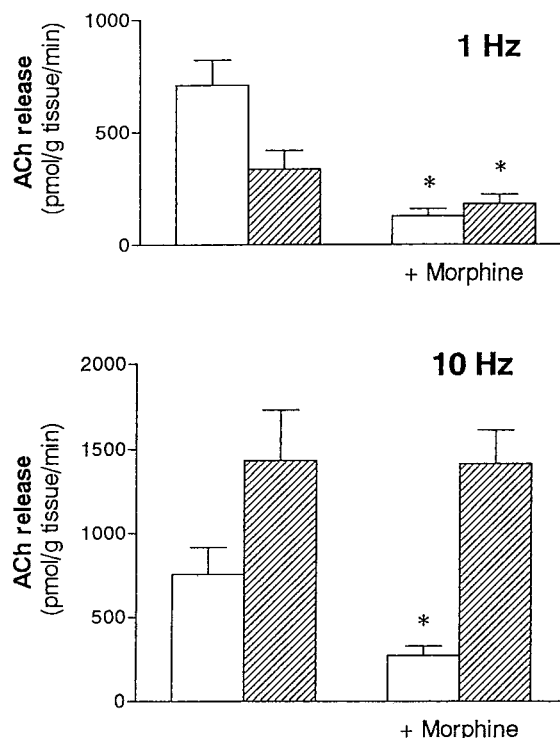 1 Hz
ACh release
(pmol/g tissue/min)
1000
500
0
*
*
+ Morphine
10 Hz
ACh release
(pmol/g tissue/min)
2000
1500
1000
500
0
*
+ Morphine